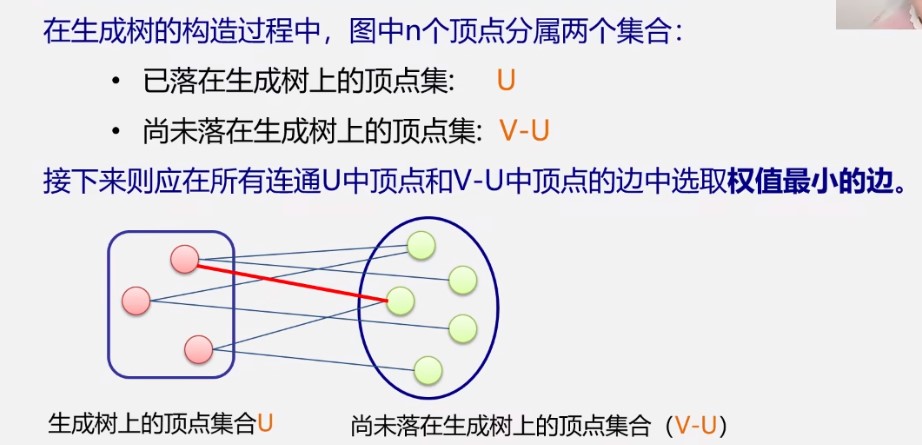 在生成树的构造过程中，图中n个顶点分属两个集合：
• 已落在生成树上的顶点集: U
• 尚未落在生成树上的顶点集: V-U
接下来则应在所有连通U中顶点和V-U中顶点的边中选取权值最小的边。
生成树上的顶点集合U 尚未落在生成树上的顶点集合（V-U）